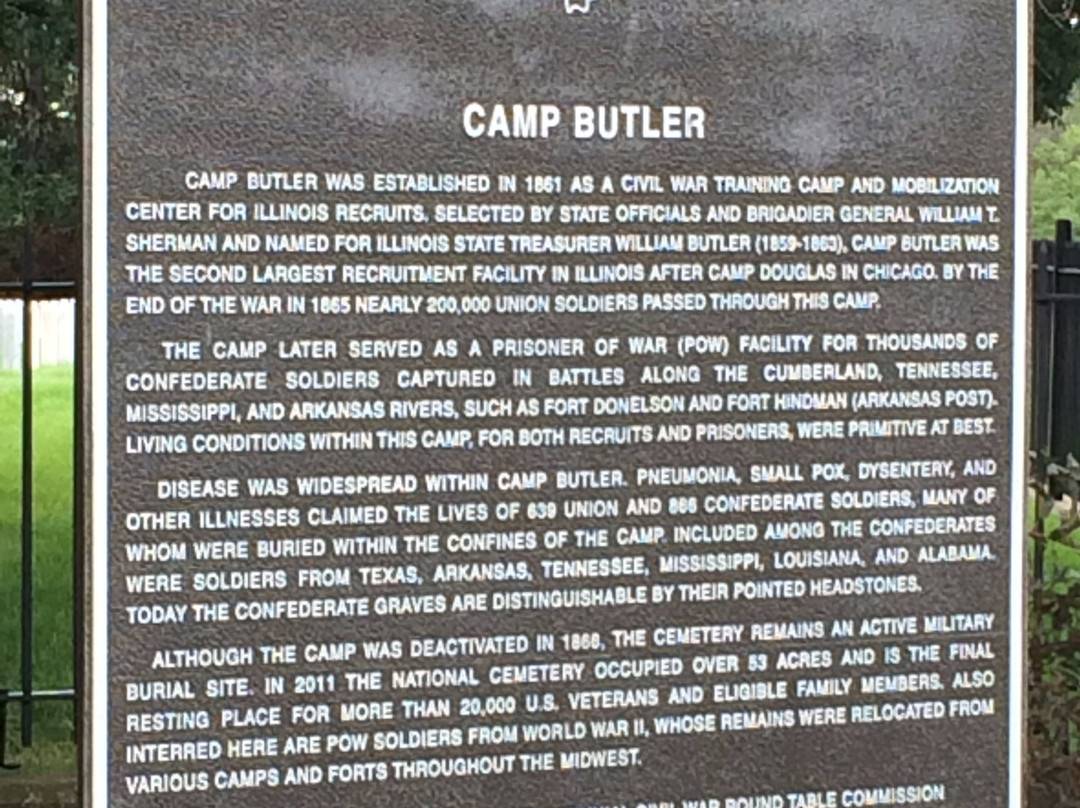 CAMP BUTLER
CAMP BUTLER WAS ESTABLISHED IN 1861 AS A CIVIL WAR TRAINING CAMP AND MOBILIZATION
CENTER FOR ILLINOIS RECRUITS. SELECTED BY STATE OFFICIALS AND BRIGADIER GENERAL WILLIAM T.
SHERMAN AND NAMED FOR ILLINOIS STATE TREASURER WILLIAM BUTLER (1859-1863), CAMP BUTLER WAS
THE SECOND LARGEST RECRUITMENT FACILITY IN ILLINOIS AFTER CAMP DOUGLAS IN CHICAGO. BY THE
END OF THE WAR IN 1865 NEARLY 200,000 UNION SOLDIERS PASSED THROUGH THIS CAMP.
THE CAMP LATER SERVED AS A PRISONER OF WAR (POW) FACILITY FOR THOUSANDS OF
CONFEDERATE SOLDIERS CAPTURED IN BATTLES ALONG THE CUMBERLAND, TENNESSEE,
MISSISSIPPI, AND ARKANSAS RIVERS, SUCH AS FORT DONELSON AND FORT HINDMAN (ARKANSAS POST).
LIVING CONDITIONS WITHIN THIS CAMP, FOR BOTH RECRUITS AND PRISONERS, WERE PRIMITIVE AT BEST.
DISEASE WAS WIDESPREAD WITHIN CAMP BUTLER. PNEUMONIA, SMALL POX, DYSENTERY, AND
OTHER ILLNESSES CLAIMED THE LIVES OF 639 UNION AND 866 CONFEDERATE SOLDIERS, MANY OF
WHOM WERE BURIED WITHIN THE CONFINES OF THE CAMP. INCLUDED AMONG THE CONFEDERATES
WERE SOLDIERS FROM TEXAS, ARKANSAS, TENNESSEE, MISSISSIPPI, LOUISIANA, AND ALABAMA.
TODAY THE CONFEDERATE GRAVES ARE DISTINGUISHABLE BY THEIR POINTED HEADSTONES.
ALTHOUGH THE CAMP WAS DEACTIVATED IN 1866, THE CEMETERY REMAINS AN ACTIVE MILITARY
BURIAL SITE. IN 2011 THE NATIONAL CEMETERY OCCUPIED OVER 53 ACRES AND IS THE FINAL
RESTING PLACE FOR MORE THAN 20,000 U.S. VETERANS AND ELIGIBLE FAMILY MEMBERS. ALSO
INTERRED HERE ARE POW SOLDIERS FROM WORLD WAR II, WHOSE REMAINS WERE RELOCATED FROM
VARIOUS CAMPS AND FORTS THROUGHOUT THE MIDWEST.
CIVIL WAR ROUND TABLE COMMISSION